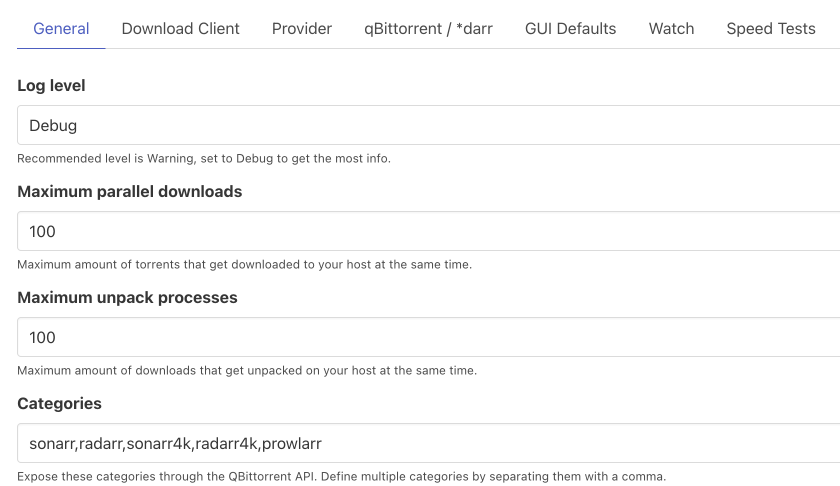 General Download Client Provider qBittorrent / *darr GUI Defaults Watch Speed Tests
Log level
Debug
Recommended level is Warning, set to Debug to get the most info.
Maximum parallel downloads
100
Maximum amount of torrents that get downloaded to your host at the same time.
Maximum unpack processes
100
Maximum amount of downloads that get unpacked on your host at the same time.
Categories
sonarr,radarr,sonarr4k,radarr4k,prowlarr
Expose these categories through the QBittorrent API. Define multiple categories by separating them with a comma.